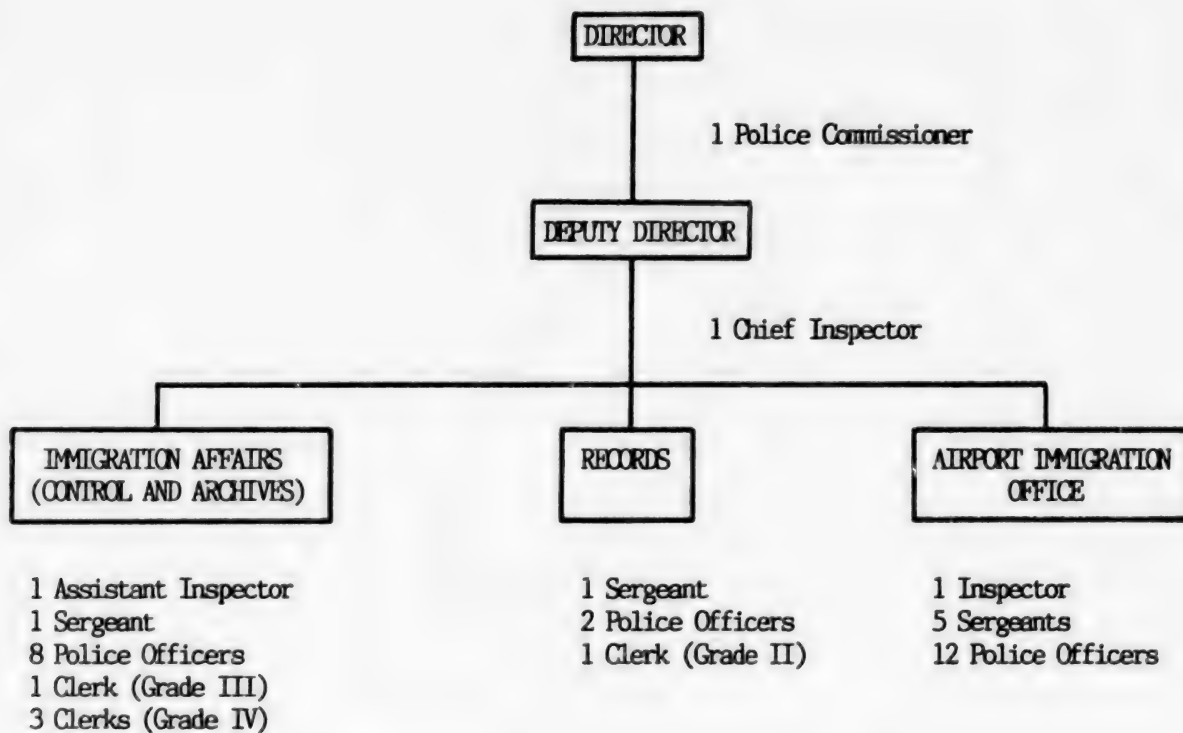 DIRECTOR
1 Police Commissioner
DEPUTY DIRECTOR
1 Chief Inspector
IMMIGRATION AFFAIRS
(CONTROL AND ARCHIVES)
1 Assistant Inspector
1 Sergeant
8 Police Officers
1 Clerk (Grade III)
3 Clerks (Grade IV)
RECORDS
1 Sergeant
2 Police Officers
1 Clerk (Grade II)
AIRPORT IMMIGRATION
OFFICE
1 Inspector
5 Sergeants
12 Police Officers